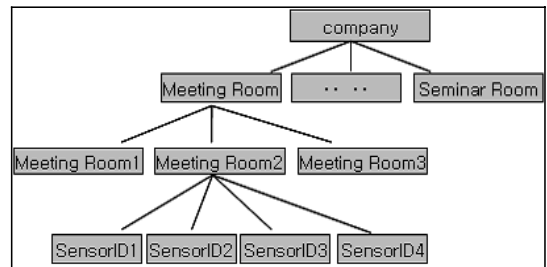 company
Meeting Room
.. ..
Seminar Room
Meeting Room1
Meeting Room2
Meeting Room3
SensorID1
SensorID2
SensorID3
SensorID4